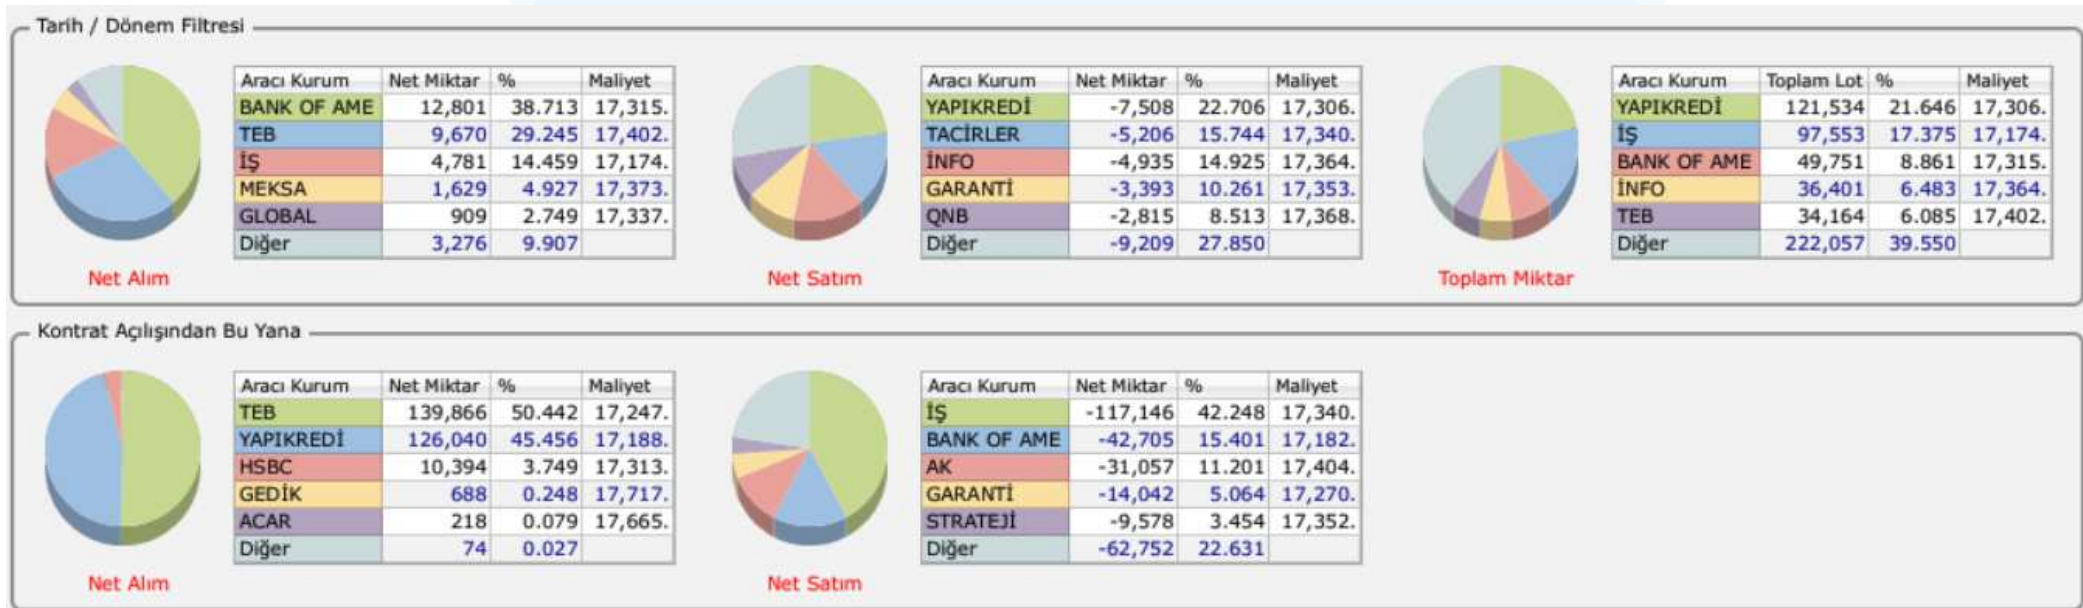 Tarih / Dönem Filtresi
Aracı Kurum Net Miktar % Maliyet
BANK OF AME 12,801 38.713 17,315.
TEB 9,670 29.245 17,402.
İŞ 4,781 14.459 17,174.
MEKSA 1,629 4.927 17,373.
GLOBAL 909 2.749 17,337.
Diğer 3,276 9.907
Net Alım
Aracı Kurum Net Miktar % Maliyet
YAPIKREDİ -7,508 22.706 17,306.
TACİRLER -5,206 15.744 17,340.
İNFO -4,935 14.925 17,364.
GARANTİ -3,393 10.261 17,353.
QNB -2,815 8.513 17,368.
Diğer -9,209 27.850
Net Satım
Aracı Kurum Toplam Lot % Maliyet
YAPIKREDİ 121,534 21.646 17,306.
İŞ 97,553 17.375 17,174.
BANK OF AME 49,751 8.861 17,315.
İNFO 36,401 6.483 17,364.
TEB 34,164 6.085 17,402.
Diğer 222,057 39.550
Toplam Miktar
Kontrat Açılışından Bu Yana
Aracı Kurum Net Miktar % Maliyet
TEB 139,866 50.442 17,247.
YAPIKREDİ 126,040 45.456 17,188.
HSBC 10,394 3.749 17,313.
GEDİK 688 0.248 17,717.
ACAR 218 0.079 17,665.
Diğer 74 0.027
Net Alım
Aracı Kurum Net Miktar % Maliyet
İŞ -117,146 42.248 17,340.
BANK OF AME -42,705 15.401 17,182.
AK -31,057 11.201 17,404.
GARANTİ -14,042 5.064 17,270.
STRATEJİ -9,578 3.454 17,352.
Diğer -62,752 22.631
Net Satım